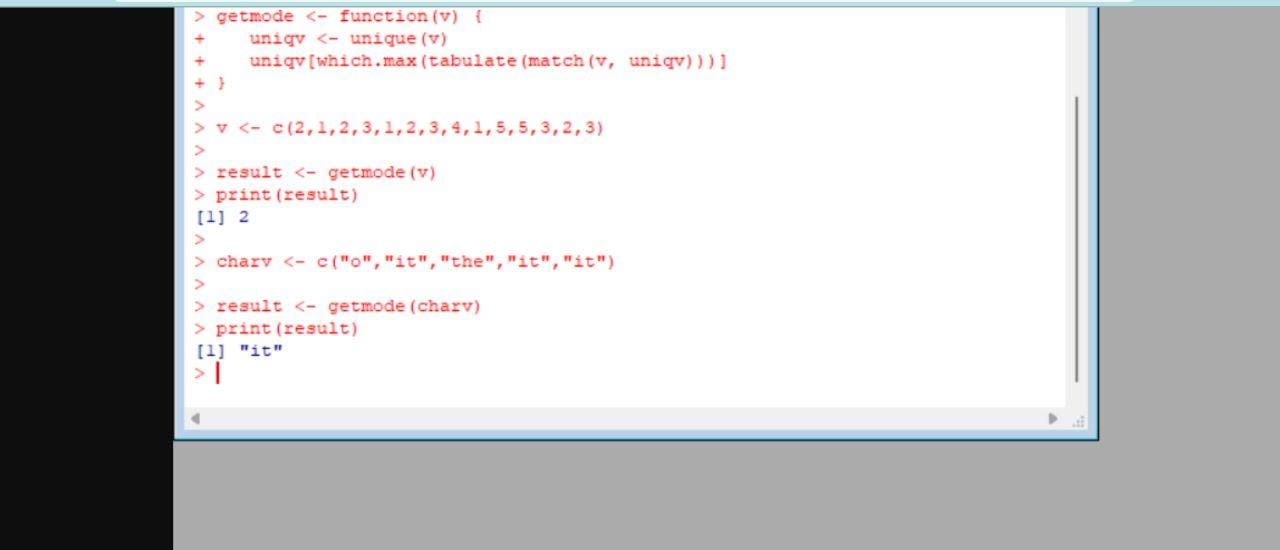 > getmode <- function(v) {
+    uniqv <- unique(v)
+    uniqv[which.max(tabulate(match(v, uniqv)))]
+ }
>
> v <- c(2,1,2,3,1,2,3,4,1,5,5,3,2,3)
>
> result <- getmode(v)
> print(result)
[1] 2
>
> charv <- c("o","it","the","it","it")
>
> result <- getmode(charv)
> print(result)
[1] "it"
>